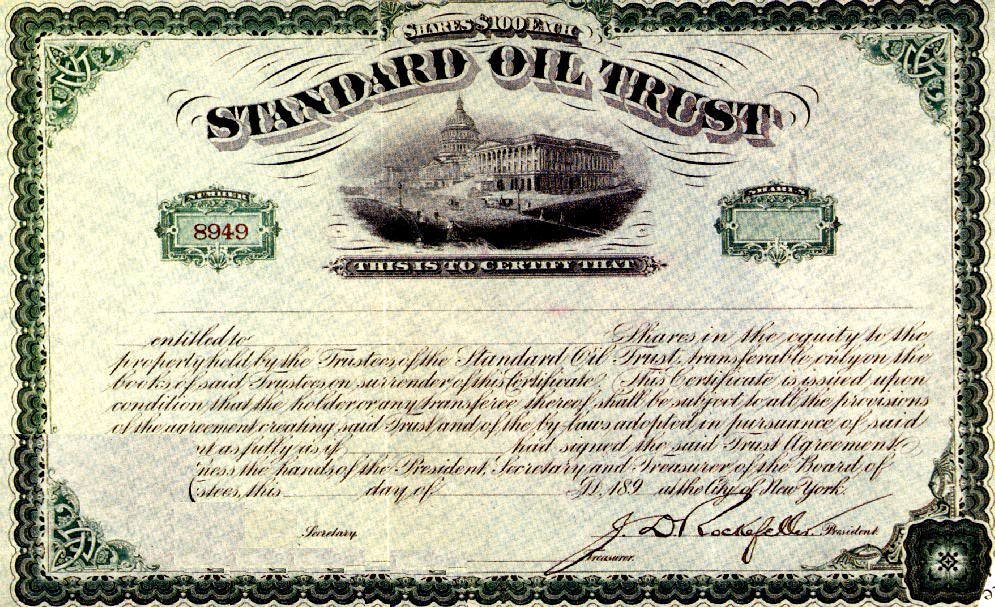 SHARES $100 EACH
STANDARD OIL TRUST
NUMBER
8949
SHARES
THIS IS TO CERTIFY THAT
entitled to Shares in the equity to the
property held by the Trustees of the Standard Oil Trust, transferable only on the
books of said Trustees on surrender of this Certificate. This Certificate is issued upon
condition that the holder or any transferee thereof shall be subject to all the provisions
of the agreement creating said Trust and of the by-laws adopted in pursuance of said
nt as fully as if had signed the said Trust Agreement.
ness the hands of the President, Secretary and Treasurer of the Board of
stees, this day of A.D. 189 at the City of New York.
Secretary.
J. D. Rockefeller President.
Treasurer.